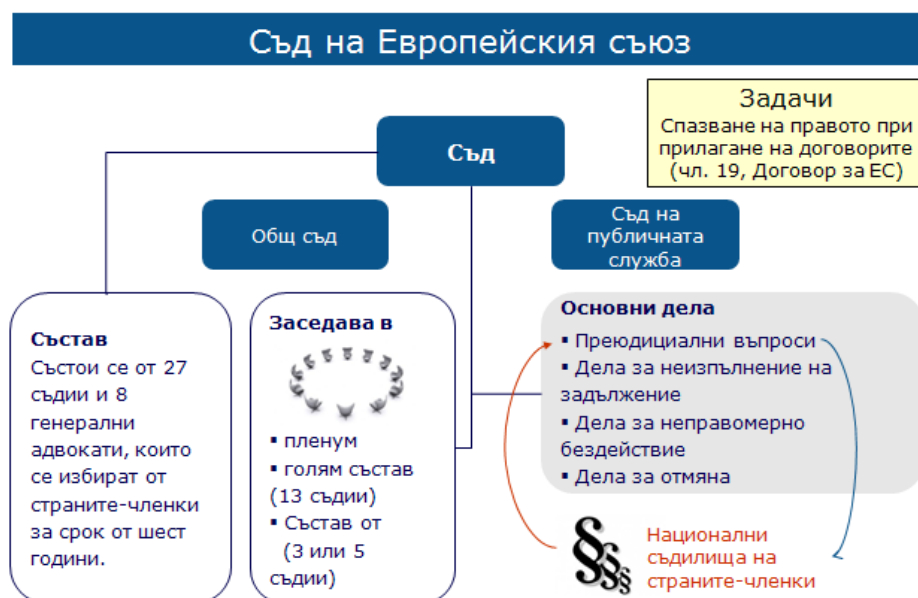 Съд на Европейския съюз
Задачи
Спазване на правото при
прилагане на договорите
(чл. 19, Договор за ЕС)
Съд
Общ съд
Съд на
публичната
служба
Състав
Състои се от 27
съдии и 8
генерални
адвокати, които
се избират от
страните-членки
за срок от шест
години.
Заседава в
▪ пленум
▪ голям състав
(13 съдии)
▪ Състав от
(3 или 5
съдии)
Основни дела
▪ Преюдициални въпроси
▪ Дела за неизпълнение на
задължение
▪ Дела за неправомерно
бездействие
▪ Дела за отмяна
§§§§
Национални
съдилища на
страните-членки